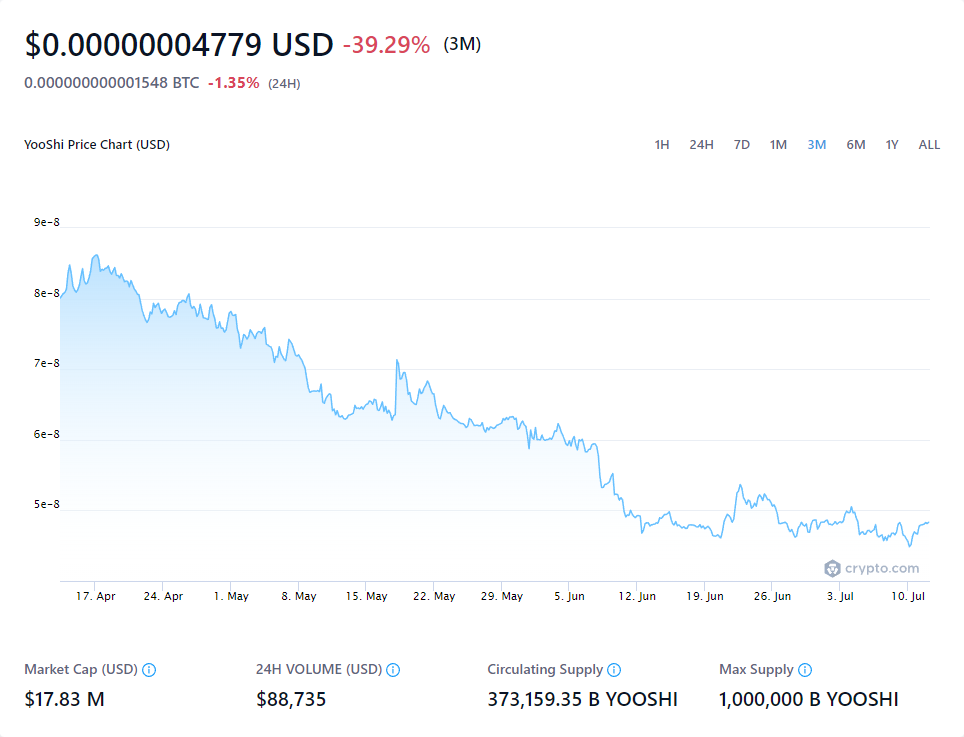 $0.00000004779 USD -39.29% (3M)
0.000000000001548 BTC -1.35% (24H)
YooShi Price Chart (USD) 1H 24H 7D 1M 3M 6M 1Y ALL
9e-8
8e-8
7e-8
6e-8
5e-8
crypto.com
17. Apr 24. Apr 1. May 8. May 15. May 22. May 29. May 5. Jun 12. Jun 19. Jun 26. Jun 3. Jul 10. Jul
Market Cap (USD) 24H VOLUME (USD) Circulating Supply Max Supply
$17.83 M $88,735 373,159.35 B YOOSHI 1,000,000 B YOOSHI